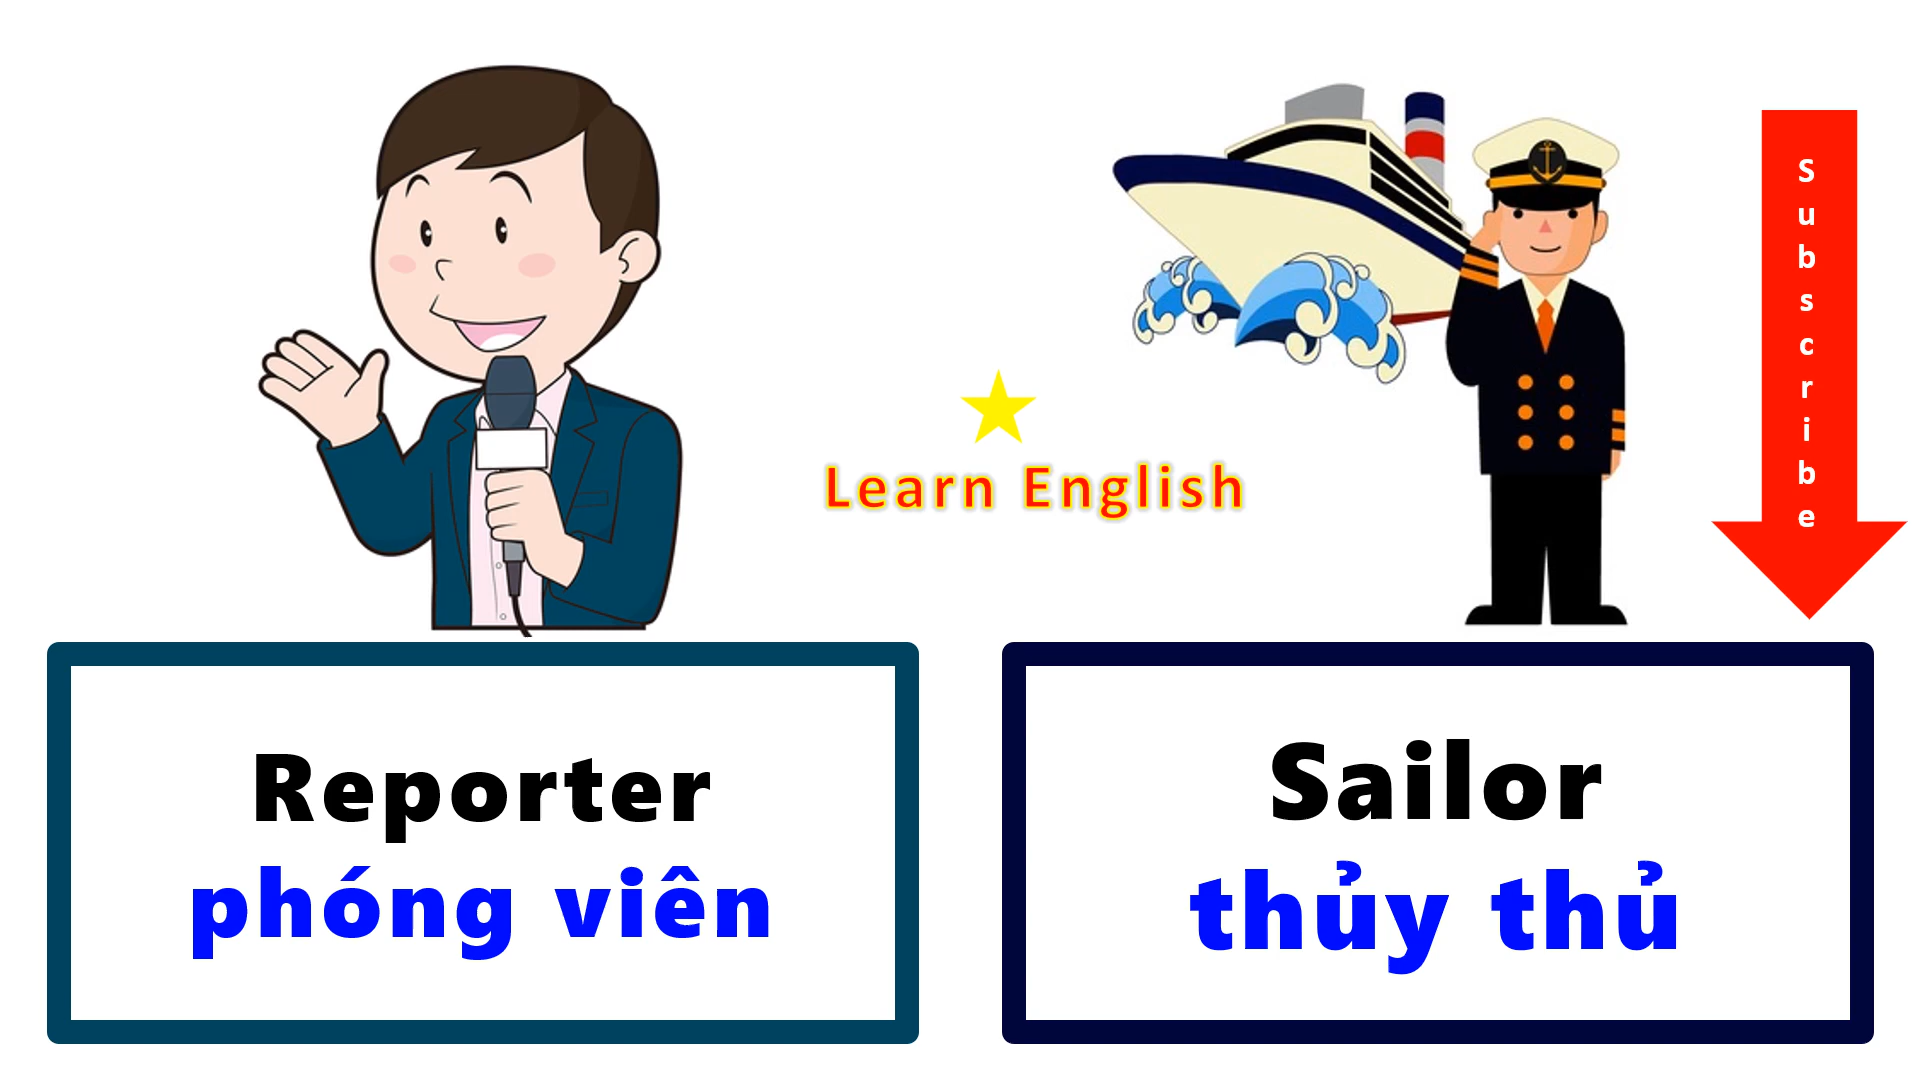 Subscribe
Learn English
Reporter
phóng viên
Sailor
thủy thủ